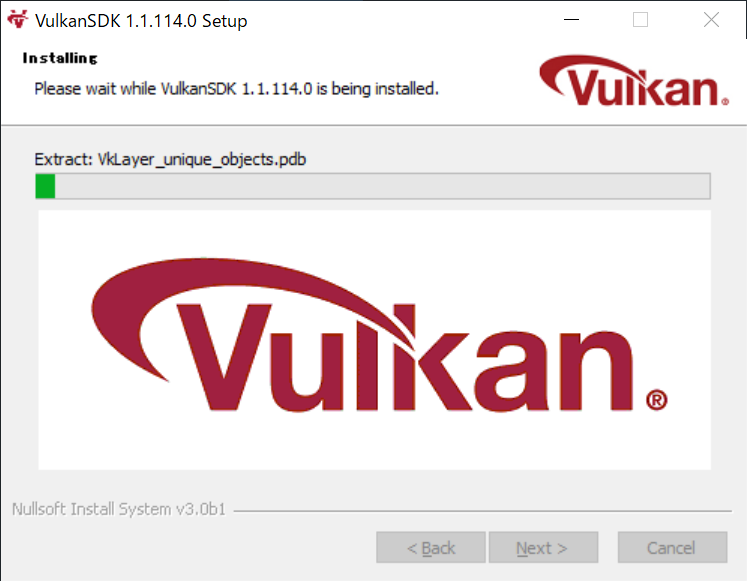 VulkanSDK 1.1.114.0 Setup
Installing
Please wait while VulkanSDK 1.1.114.0 is being installed.
Vulkan®
Extract: VkLayer_unique_objects.pdb
Vulkan®
Nullsoft Install System v3.0b1
< Back
Next >
Cancel